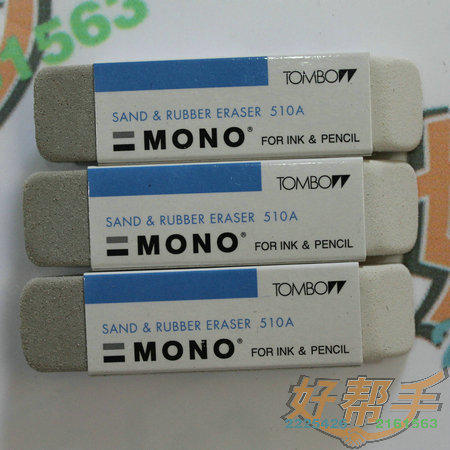 1563
TOMBOW
SAND & RUBBER ERASER 510A
MONO®
FOR INK & PENCIL
TOMBOW
SAND & RUBBER ERASER 510A
MONO®
FOR INK & PENCIL
TOMBOW
SAND & RUBBER ERASER 510A
MONO®
FOR INK & PENCIL
好帮手
2161563